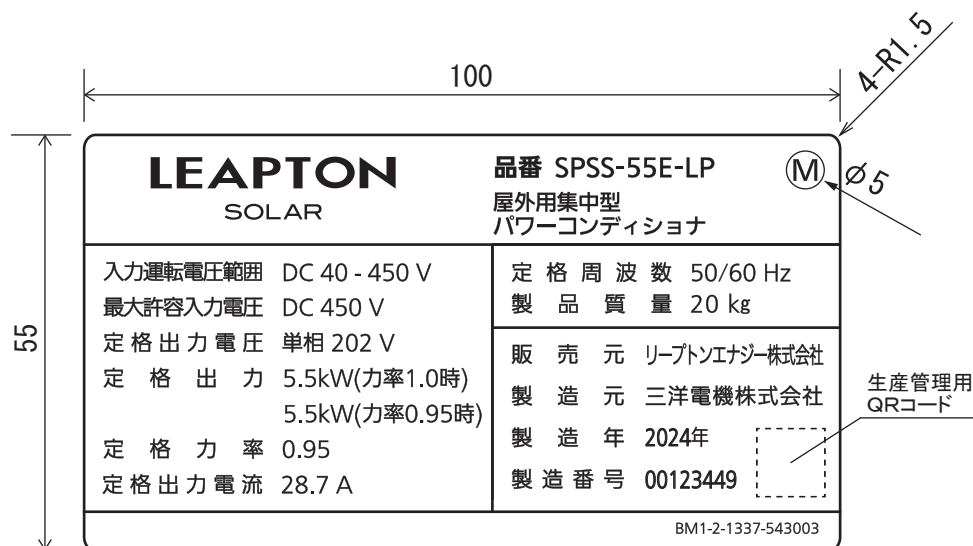 100
4-R1.5
LEAPTON
SOLAR
品番 SPSS-55E-LP
屋外用集中型
パワーコンディショナ
M
φ5
55
入力運転電圧範囲 DC 40 - 450 V
最大許容入力電圧 DC 450 V
定格出力電圧 単相 202 V
定格出力 5.5kW(力率1.0時)
5.5kW(力率0.95時)
定格力率 0.95
定格出力電流 28.7 A
定格周波数 50/60 Hz
製品質量 20 kg
販売元 リープトンエナジー株式会社
製造元 三洋電機株式会社
製造年 2024年
製造番号 00123449
生産管理用
QRコード
BM1-2-1337-543003